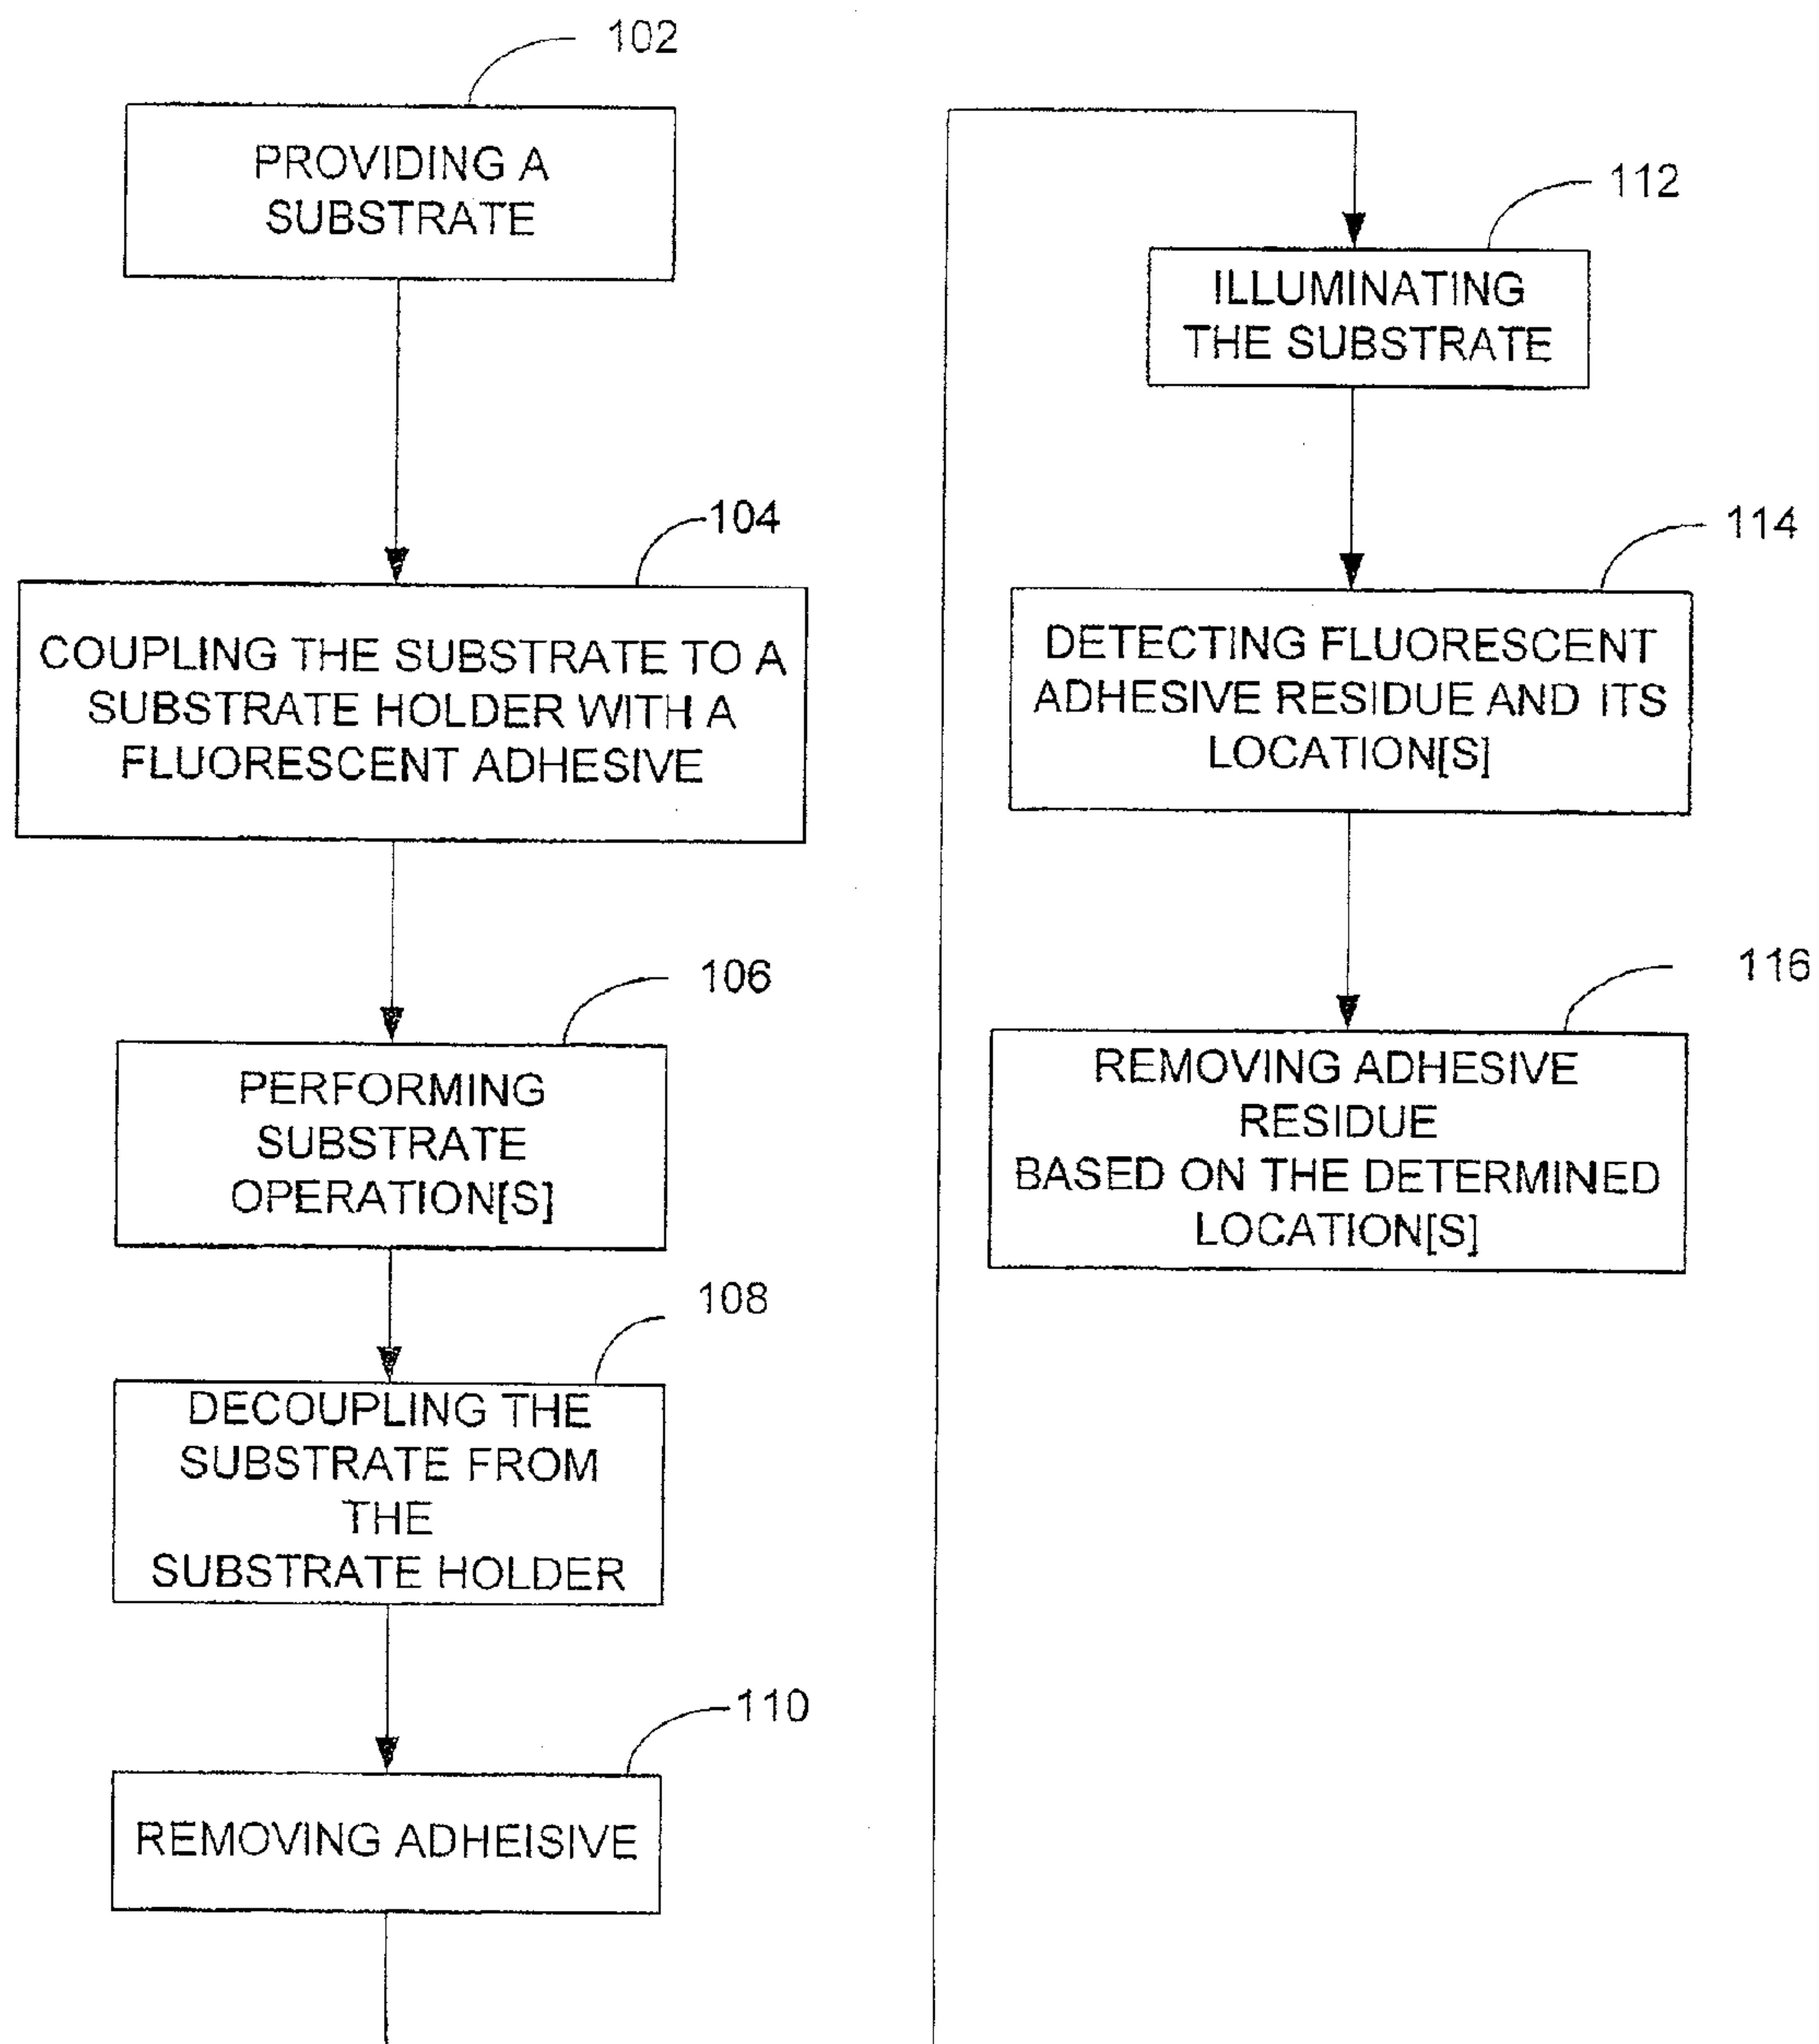 102
PROVIDING A
SUBSTRATE
104
COUPLING THE SUBSTRATE TO A
SUBSTRATE HOLDER WITH A
FLUORESCENT ADHESIVE
106
PERFORMING
SUBSTRATE
OPERATION[S]
108
DECOUPLING THE
SUBSTRATE FROM
THE
SUBSTRATE HOLDER
110
REMOVING ADHEISIVE
112
ILLUMINATING
THE SUBSTRATE
114
DETECTING FLUORESCENT
ADHESIVE RESIDUE AND ITS
LOCATION[S]
116
REMOVING ADHESIVE
RESIDUE
BASED ON THE DETERMINED
LOCATION[S]